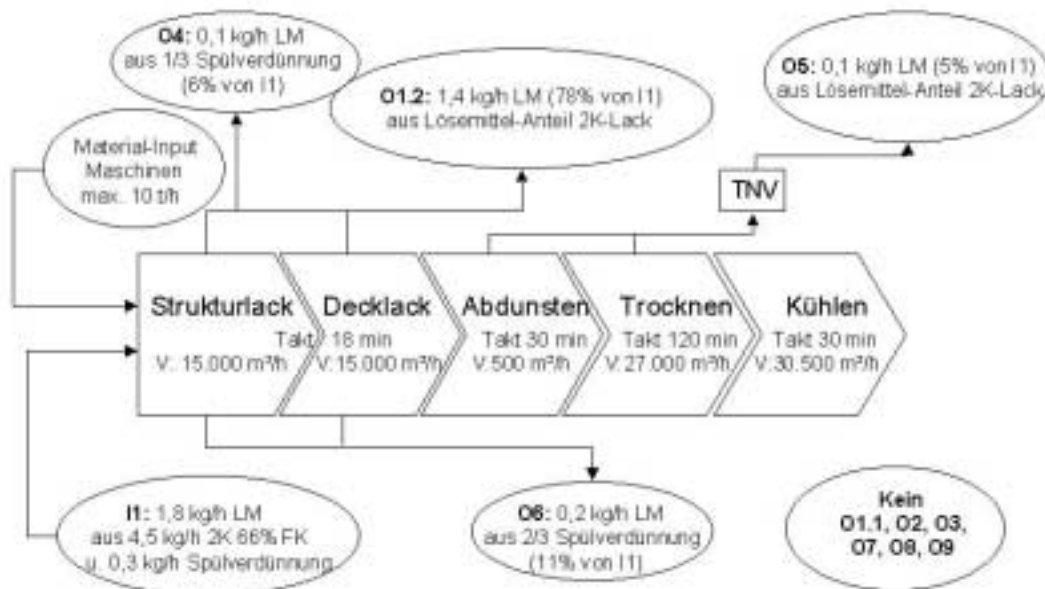 O4: 0,1 kg/h LM
aus 1/3 Spülverdünnung
(6% von I1)
O1.2: 1,4 kg/h LM (78% von I1)
aus Lösemittel-Anteil 2K-Lack
O5: 0,1 kg/h LM (5% von I1)
aus Lösemittel-Anteil 2K-Lack
Material-Input
Maschinen
max. 10 t/h
TNV
Strukturlack
Decklack
Abdunsten
Trocknen
Kühlen
Takt 18 min
Takt 30 min
Takt 120 min
Takt 30 min
V: 15.000 m³/h
V:15.000 m³/h
V:500 m³/h
V:27.000 m³/h
V:30.500 m³/h
I1: 1,8 kg/h LM
aus 4,5 kg/h 2K 66% FK
u. 0,3 kg/h Spülverdünnung
O6: 0,2 kg/h LM
aus 2/3 Spülverdünnung
(11% von I1)
Kein
O1.1, O2, O3,
O7, O8, O9